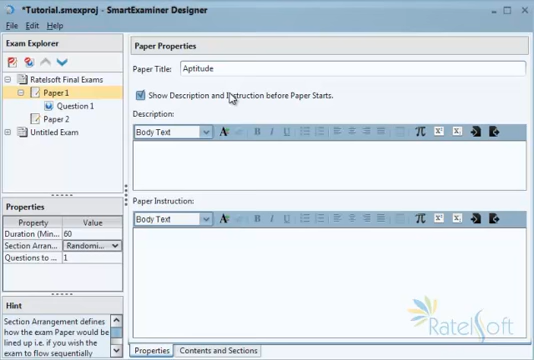 *Tutorial.smexproj - SmartExaminer Designer
File Edit Help
Exam Explorer
Ratelsoft Final Exams
Paper 1
Question 1
Paper 2
Untitled Exam
Properties
Property Value
Duration (Min... 60
Section Arran... Randomi...
Questions to ... 1
Hint
Section Arrangement defines
how the exam Paper would be
lined up i.e. if you wish the
exam to flow sequentially
Paper Properties
Paper Title: Aptitude
Show Description and Instruction before Paper Starts.
Description:
Body Text A B I U π X² X₂
Paper Instruction:
Body Text A B I U π X² X₂
RatelSoft
Properties Contents and Sections